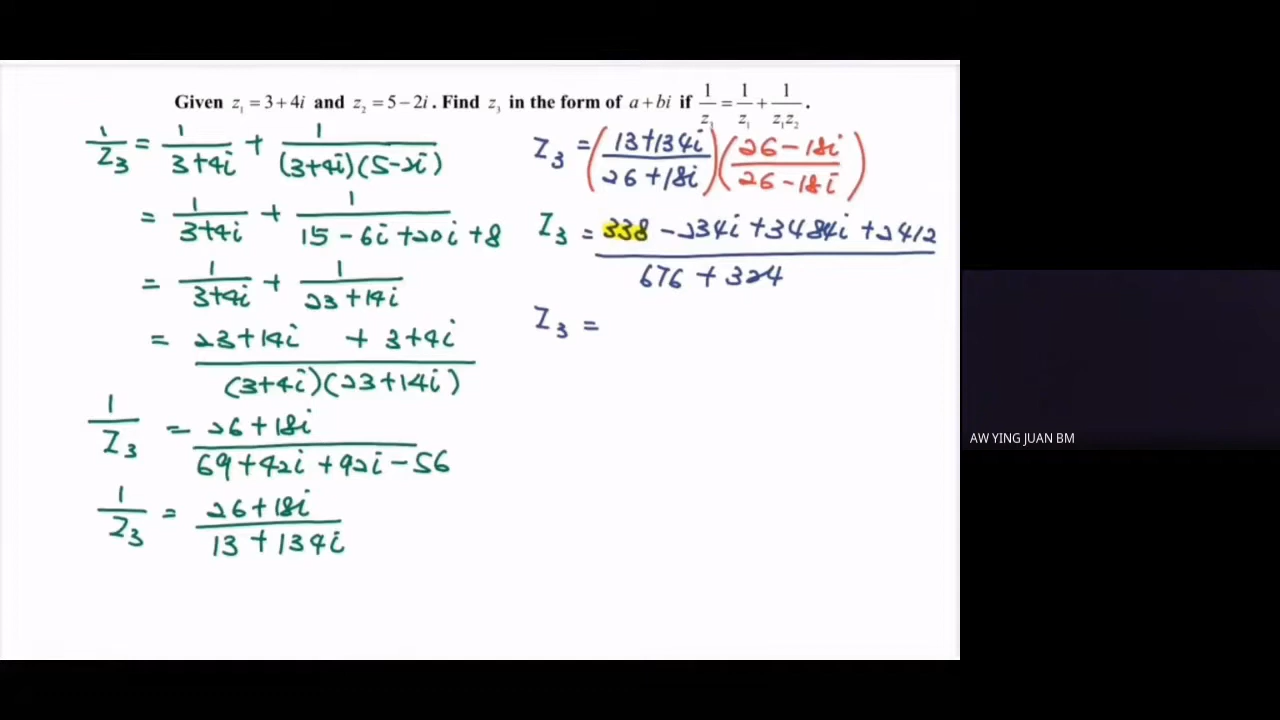 Given z₁ = 3+4i and z₂ = 5−2i. Find z₃ in the form of a+bi if 1/z₃ = 1/z₁ + 1/z₁z₂.
1/Z₃ = 1/(3+4i) + 1/((3+4i)(5-2i))
= 1/(3+4i) + 1/(15-6i+20i+8)
= 1/(3+4i) + 1/(23+14i)
= (23+14i + 3+4i)/((3+4i)(23+14i))
1/Z₃ = (26+18i)/(69+42i+92i-56)
1/Z₃ = (26+18i)/(13+134i)
Z₃ = ((13+134i)/(26+18i))((26-18i)/(26-18i))
Z₃ = (338-234i+3484i+2412)/(676+324)
Z₃ =
AW YING JUAN BM